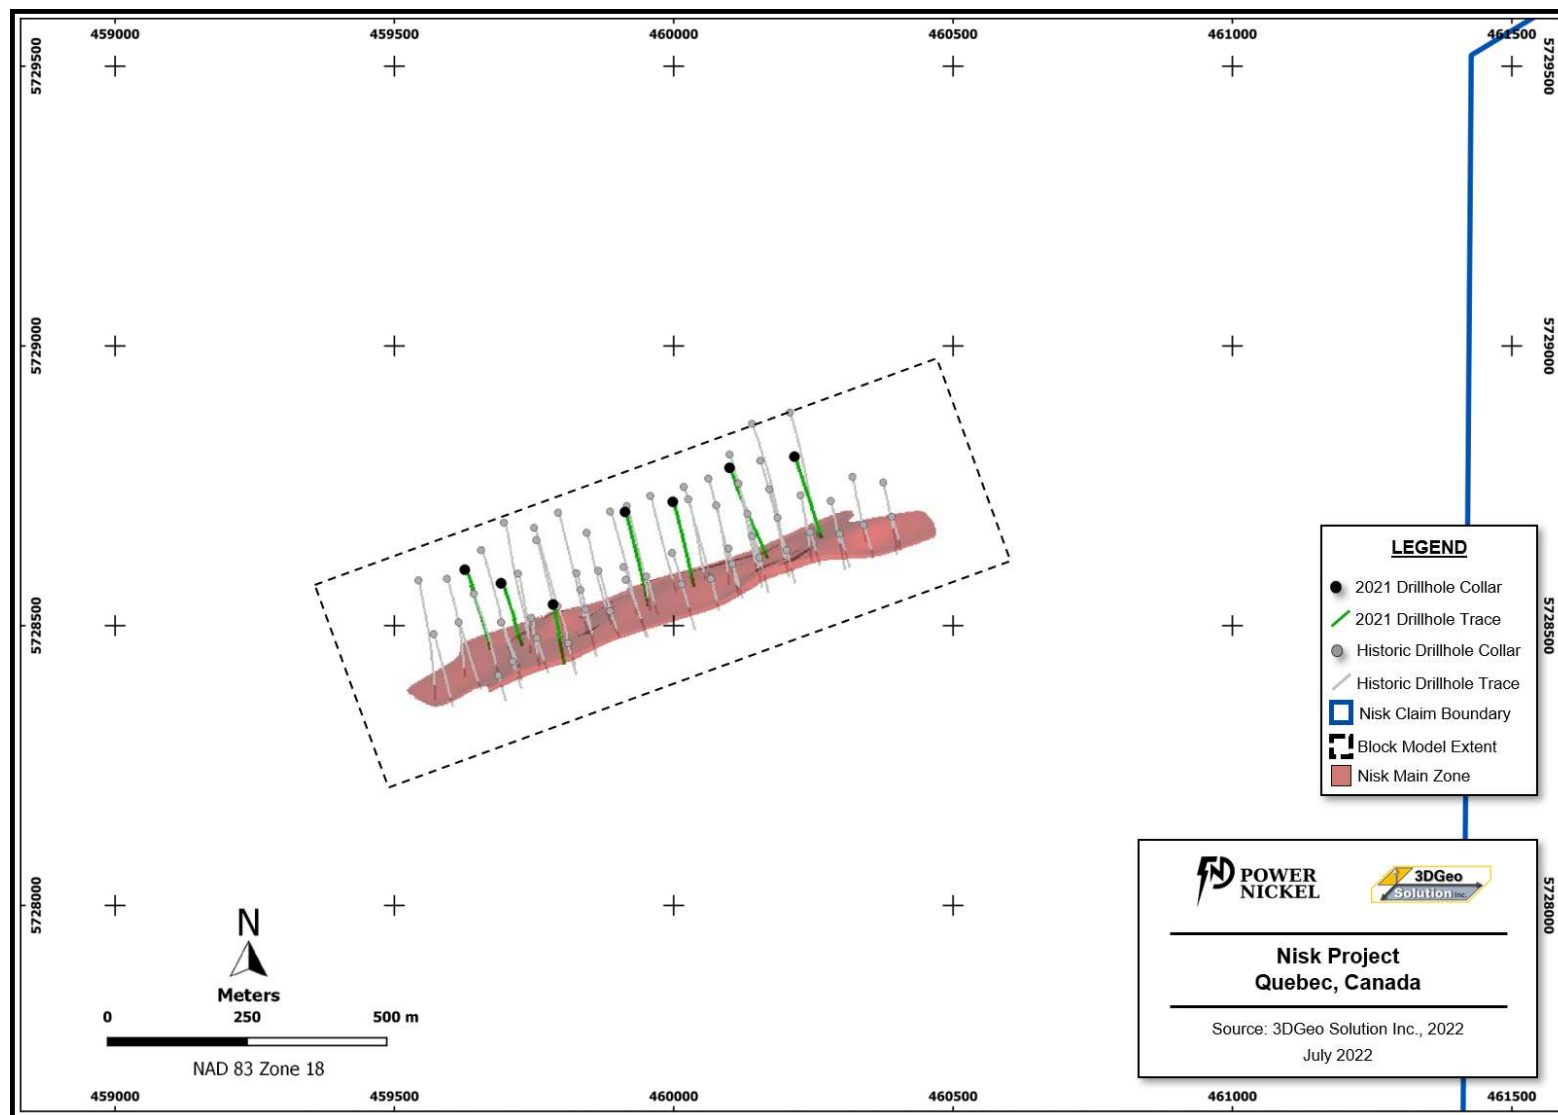 459000 459500 460000 460500 461000 461500
5729500 5729500
5729000 5729000
5728500 5728500
5728000 5728000
LEGEND
2021 Drillhole Collar
2021 Drillhole Trace
Historic Drillhole Collar
Historic Drillhole Trace
Nisk Claim Boundary
Block Model Extent
Nisk Main Zone
POWER
NICKEL
3DGeo
Solution Inc.
Nisk Project
Quebec, Canada
Source: 3DGeo Solution Inc., 2022
July 2022
N
Meters
0 250 500 m
NAD 83 Zone 18
459000 459500 460000 460500 461000 461500